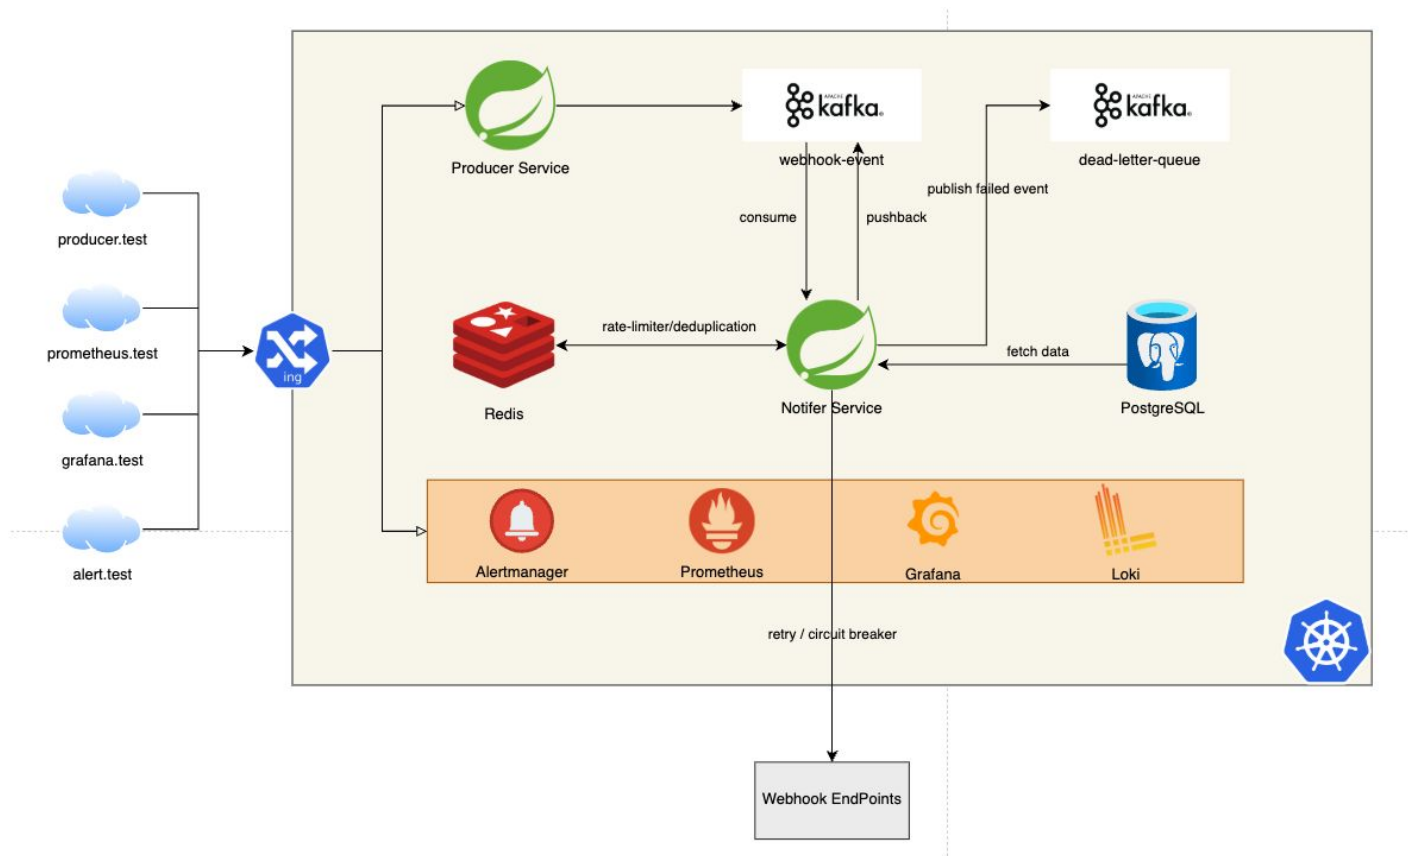 APACHE
kafka®
APACHE
kafka®
Producer Service
webhook-event
dead-letter-queue
publish failed event
consume
pushback
producer.test
prometheus.test
grafana.test
alert.test
ing
rate-limiter/deduplication
fetch data
Redis
Notifer Service
PostgreSQL
Alertmanager
Prometheus
Grafana
Loki
retry / circuit breaker
Webhook EndPoints